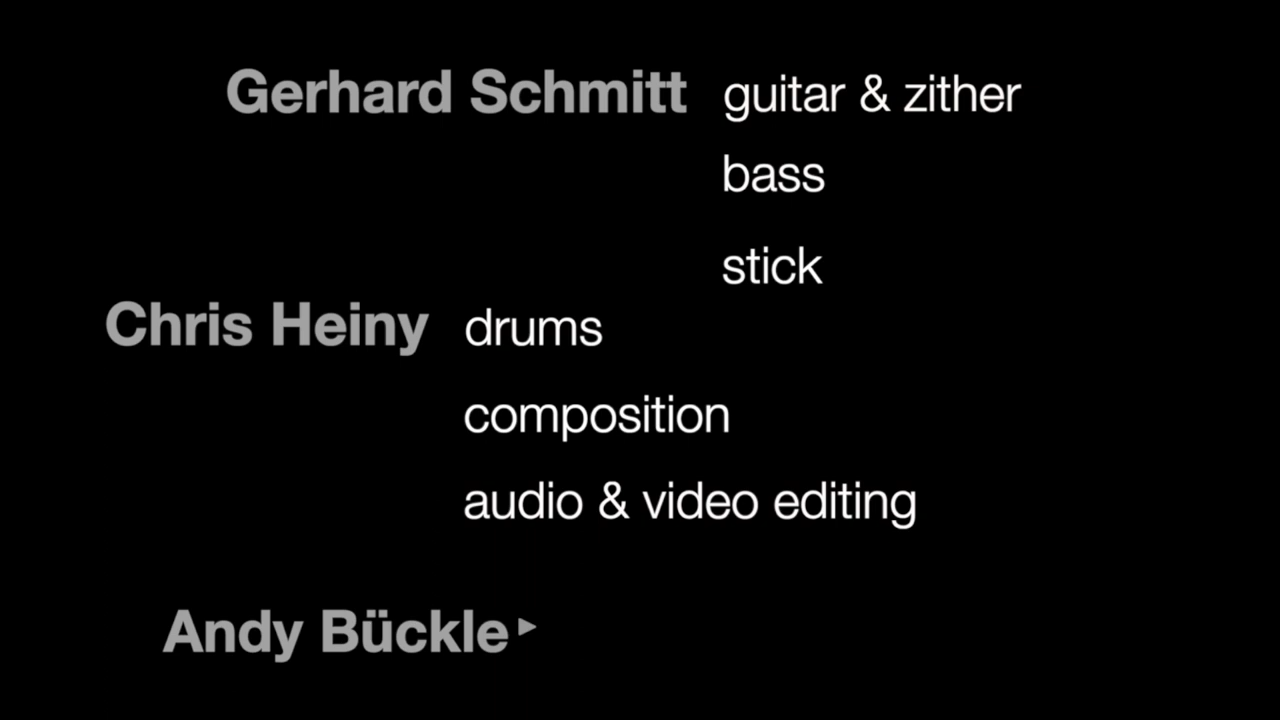 Gerhard Schmitt guitar & zither
bass
stick
Chris Heiny drums
composition
audio & video editing
Andy Bückle ▸